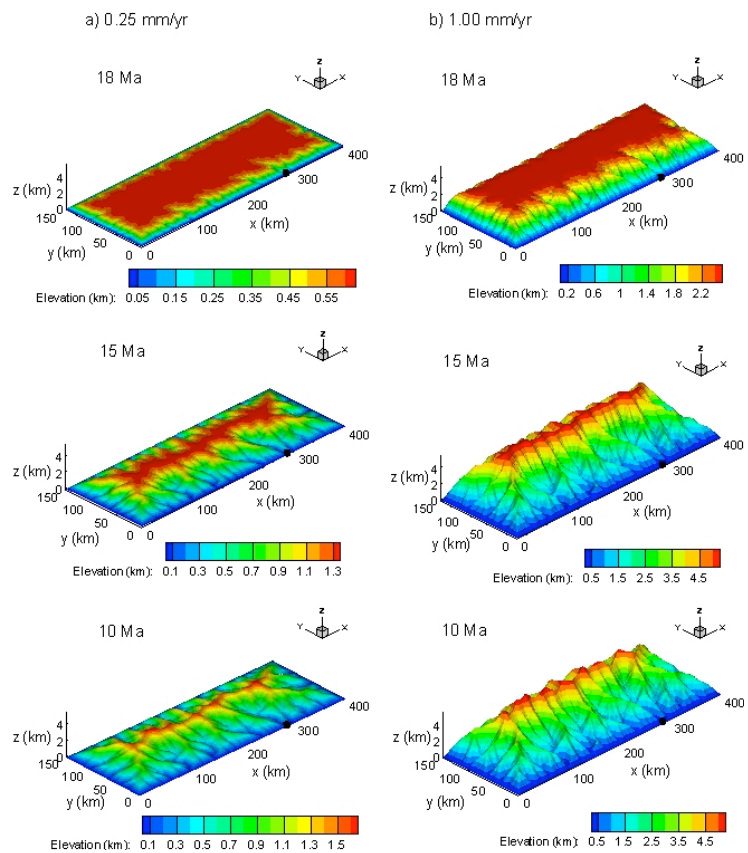 a) 0.25 mm/yr
b) 1.00 mm/yr
18 Ma
z
Y
X
z (km)
4
2
0
150
100
50
0
y (km)
0
100
200
300
400
x (km)
Elevation (km): 0.05 0.15 0.25 0.35 0.45 0.55
18 Ma
z
Y
X
z (km)
4
2
0
150
100
50
0
y (km)
0
100
200
300
400
x (km)
Elevation (km): 0.2 0.6 1 1.4 1.8 2.2
15 Ma
z
Y
X
z (km)
4
2
0
150
100
50
0
y (km)
0
100
200
300
400
x (km)
Elevation (km): 0.1 0.3 0.5 0.7 0.9 1.1 1.3
15 Ma
z
Y
X
z (km)
4
2
0
150
100
50
0
y (km)
0
100
200
300
400
x (km)
Elevation (km): 0.5 1.5 2.5 3.5 4.5
10 Ma
z
Y
X
z (km)
4
2
0
150
100
50
0
y (km)
0
100
200
300
400
x (km)
Elevation (km): 0.1 0.3 0.5 0.7 0.9 1.1 1.3 1.5
10 Ma
z
Y
X
z (km)
4
2
0
150
100
50
0
y (km)
0
100
200
300
400
x (km)
Elevation (km): 0.5 1.5 2.5 3.5 4.5